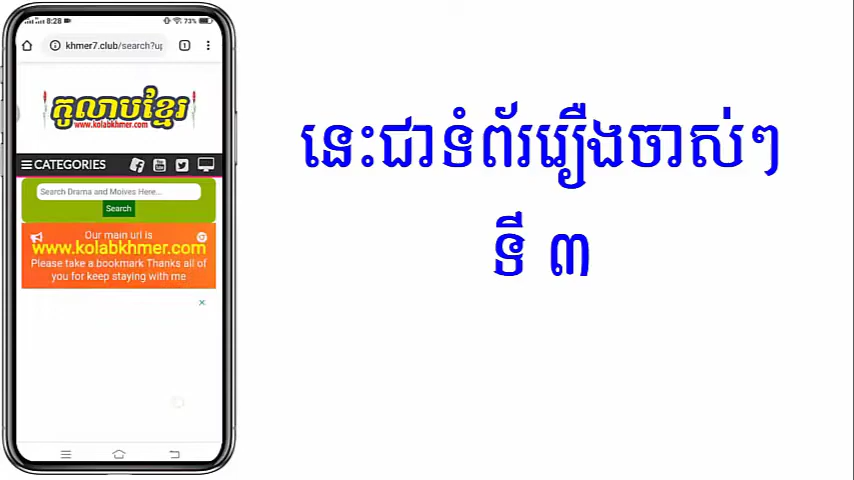 8:28
73%
khmer7.club/search?up
1
កូលាបខ្មែរ
www.kolabkhmer.com
CATEGORIES
Search Drama and Moives Here...
Search
Our main url is
www.kolabkhmer.com
Please take a bookmark Thanks all of
you for keep staying with me
នេះជាទំព័ររឿងចាស់ៗ
ទី ៣